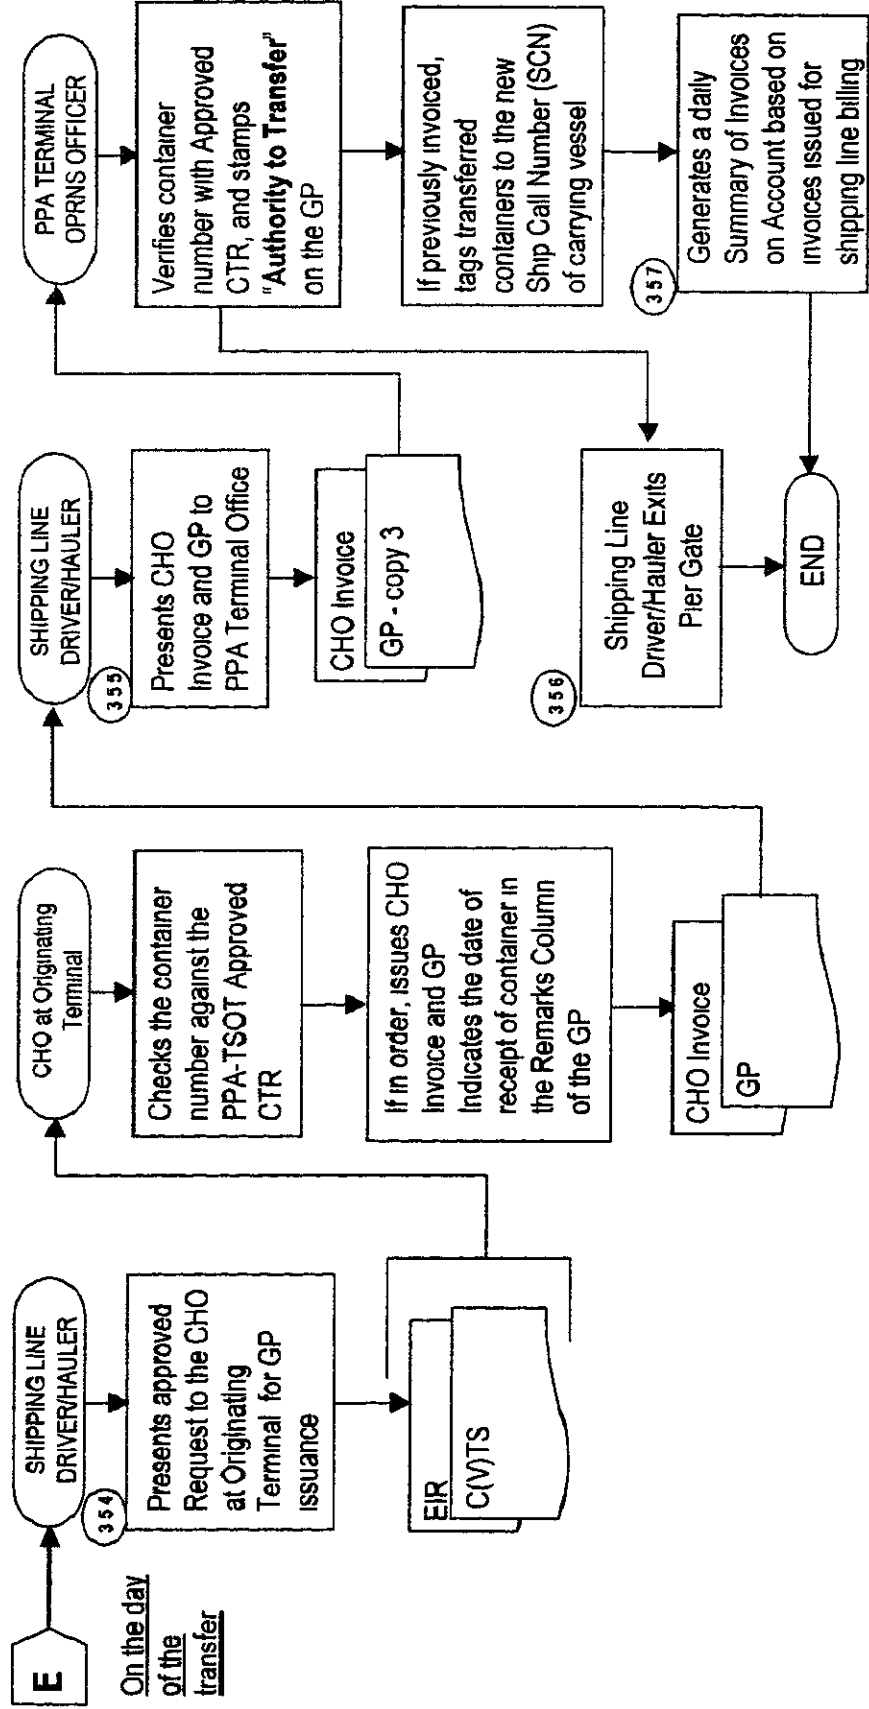 E
On the day
of the
transfer
SHIPPING LINE
DRIVER/HAULER
354
Presents approved
Request to the CHO
at Originating
Terminal for GP
issuance
EIR
C(V)TS
CHO at Originating
Terminal
Checks the container
number against the
PPA-TSOT Approved
CTR
If in order, issues CHO
Invoice and GP
Indicates the date of
receipt of container in
the Remarks Column
of the GP
CHO Invoice
GP
SHIPPING LINE
DRIVER/HAULER
355
Presents CHO
Invoice and GP to
PPA Terminal Office
CHO Invoice
GP - copy 3
356
Shipping Line
Driver/Hauler Exits
Pier Gate
END
PPA TERMINAL
OPRNS OFFICER
Verifies container
number with Approved
CTR, and stamps
"Authority to Transfer"
on the GP
If previously invoiced,
tags transferred
containers to the new
Ship Call Number (SCN)
of carrying vessel
357
Generates a daily
Summary of Invoices
on Account based on
invoices issued for
shipping line billing